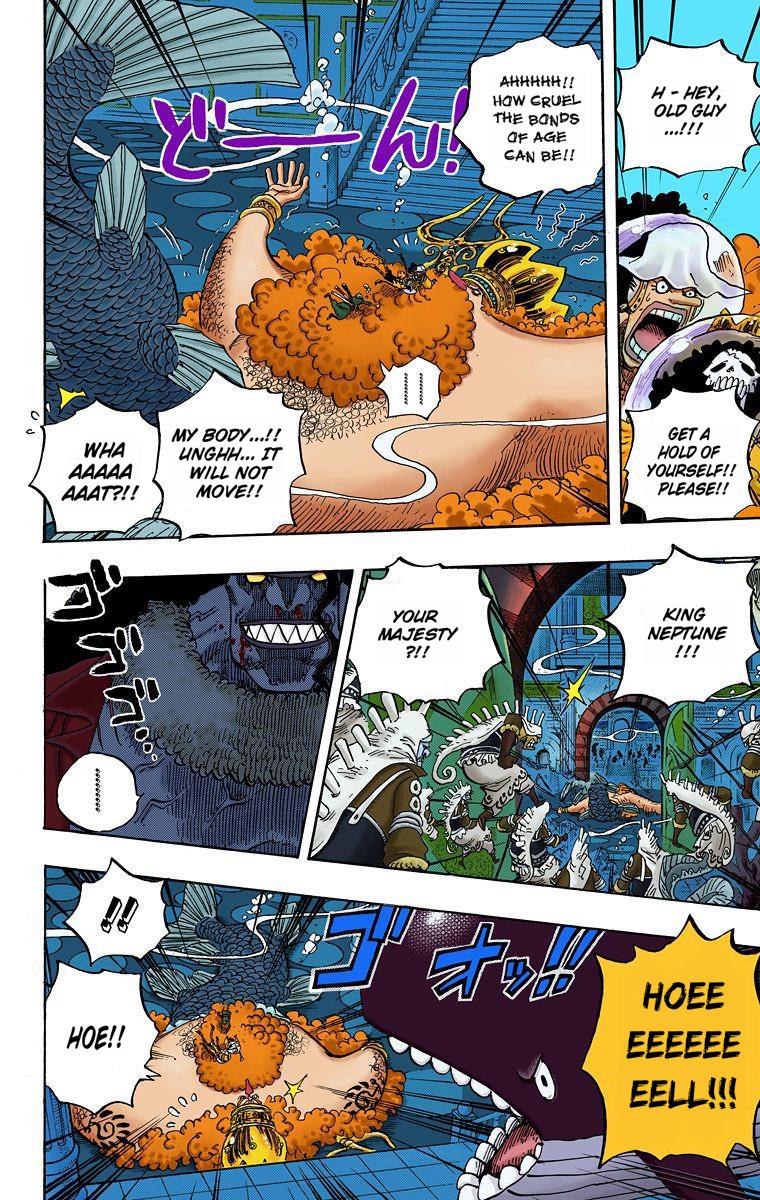 H - HEY,
OLD GUY
...!!!
GET A
HOLD OF
YOURSELF!!
PLEASE!!
AHHHHH!!
HOW CRUEL
THE BONDS
OF AGE
CAN BE!!
どーーん!
MY BODY...!!
UNGHH... IT
WILL NOT
MOVE!!
WHA
AAAAA
AAAT?!!
KING
NEPTUNE
!!!
YOUR
MAJESTY
?!!
ゴゴゴ
HOEE
EEEEEE
EELL!!!
ゴオッ!!
!!
HOE!!